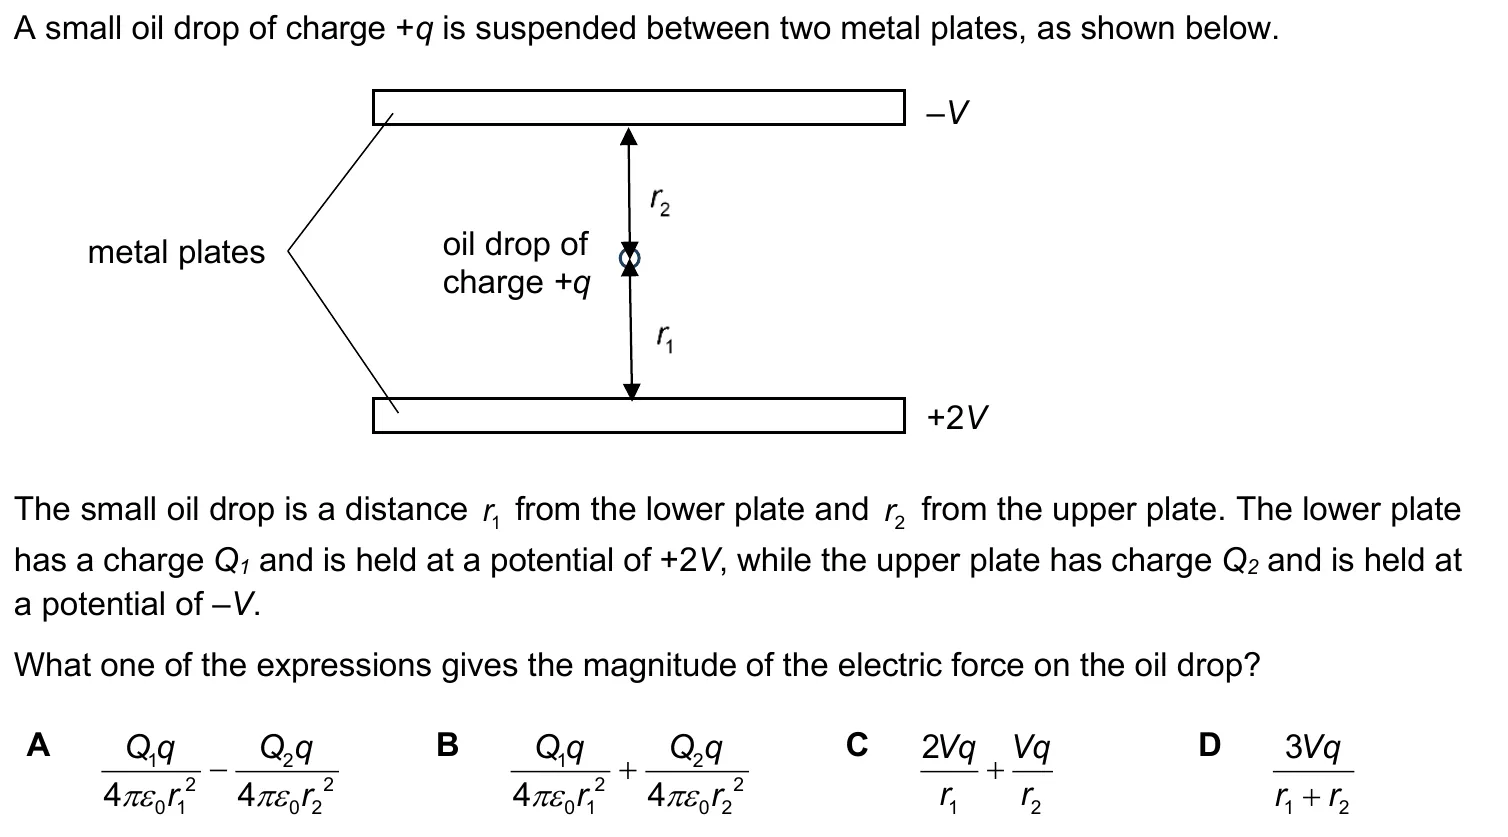 A small oil drop of charge +q is suspended between two metal plates, as shown below.
–V
r₂
metal plates
oil drop of
charge +q
r₁
+2V
The small oil drop is a distance r₁ from the lower plate and r₂ from the upper plate. The lower plate
has a charge Q₁ and is held at a potential of +2V, while the upper plate has charge Q₂ and is held at
a potential of –V.
What one of the expressions gives the magnitude of the electric force on the oil drop?
A Q₁q / 4πε₀r₁² – Q₂q / 4πε₀r₂² B Q₁q / 4πε₀r₁² + Q₂q / 4πε₀r₂² C 2Vq / r₁ + Vq / r₂ D 3Vq / r₁ + r₂